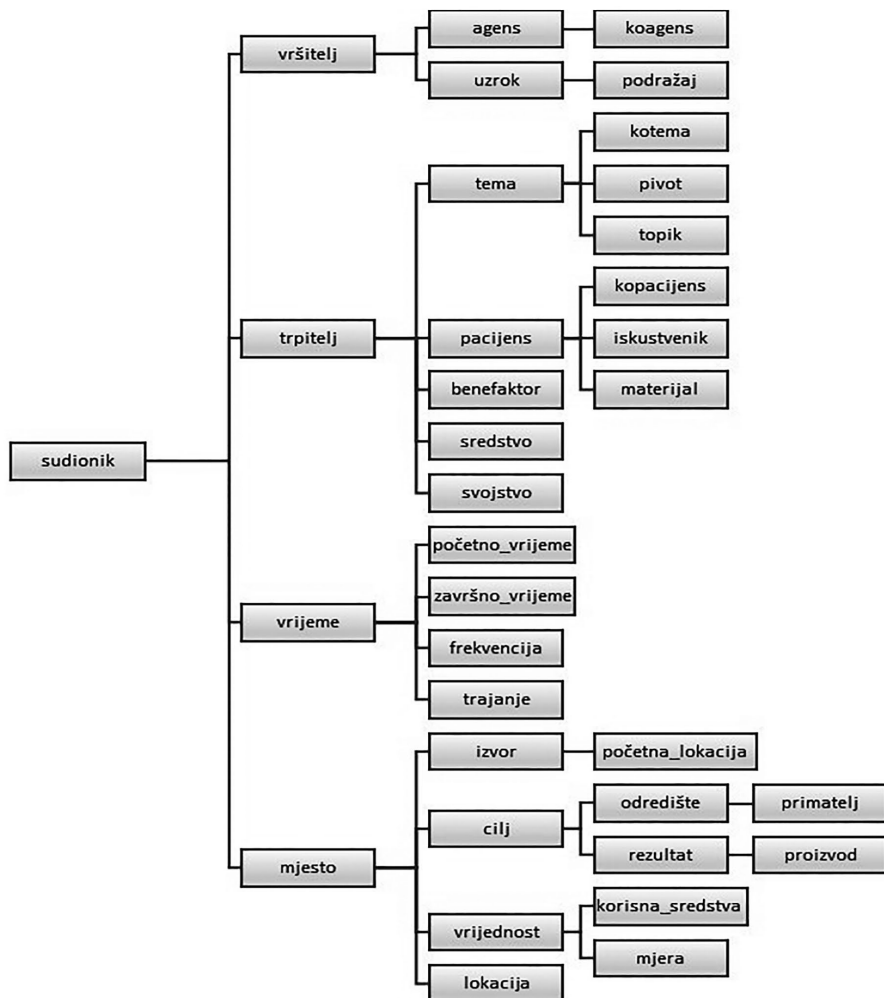 sudionik
vršitelj
agens
koagens
uzrok
podražaj
trpitelj
tema
kotema
pivot
topik
pacijens
kopacijens
iskustvenik
materijal
benefaktor
sredstvo
svojstvo
vrijeme
početno_vrijeme
završno_vrijeme
frekvencija
trajanje
mjesto
izvor
početna_lokacija
cilj
odredište
primatelj
rezultat
proizvod
vrijednost
korisna_sredstva
mjera
lokacija